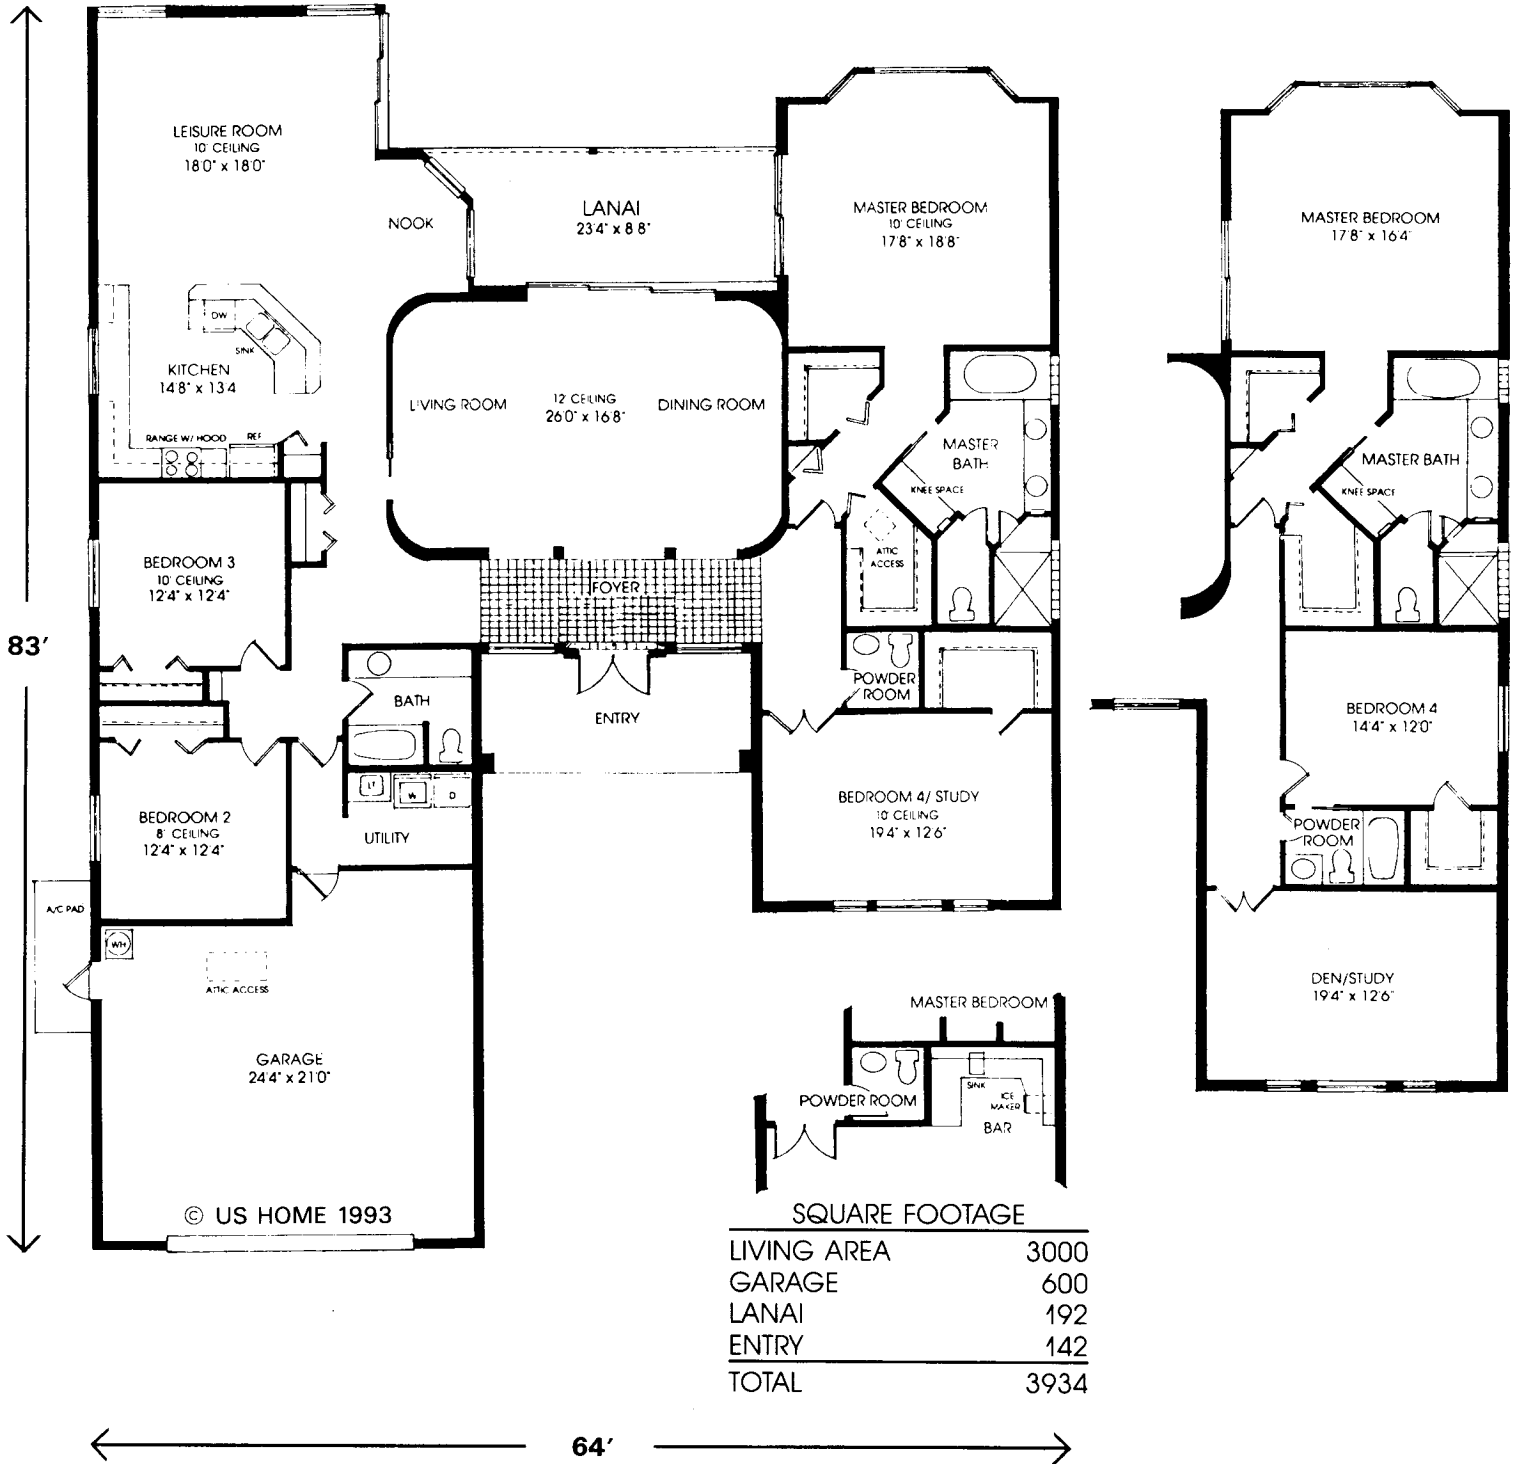 LEISURE ROOM
10' CEILING
18'0" x 18'0"
NOOK
LANAI
23'4" x 8'8"
MASTER BEDROOM
10' CEILING
17'8" x 18'8"
MASTER BEDROOM
17'8" x 16'4"
DW
SINK
KITCHEN
14'8" x 13'4
RANGE W/ HOOD
REF
LIVING ROOM
12' CEILING
26'0" x 16'8"
DINING ROOM
MASTER
BATH
KNEE SPACE
ATTIC
ACCESS
MASTER BATH
KNEE SPACE
BEDROOM 3
10' CEILING
12'4" x 12'4"
FOYER
83'
BATH
ENTRY
POWDER
ROOM
BEDROOM 4
14'4" x 12'0"
LT
W
D
UTILITY
BEDROOM 2
8' CEILING
12'4" x 12'4"
BEDROOM 4/ STUDY
10' CEILING
19'4" x 12'6"
POWDER
ROOM
A/C PAD
WH
ATTIC ACCESS
DEN/STUDY
19'4" x 12'6"
GARAGE
24'4" x 21'0"
MASTER BEDROOM
SINK
ICE
MAKER
POWDER ROOM
BAR
© US HOME 1993
SQUARE FOOTAGE
LIVING AREA 3000
GARAGE 600
LANAI 192
ENTRY 142
TOTAL 3934
64'